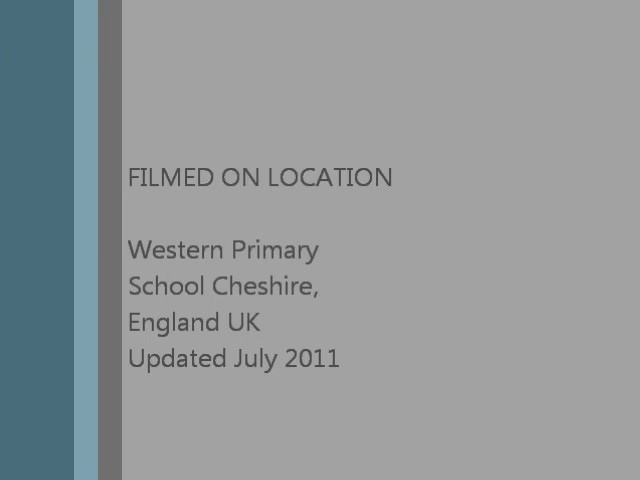 FILMED ON LOCATION
Western Primary
School Cheshire,
England UK
Updated July 2011